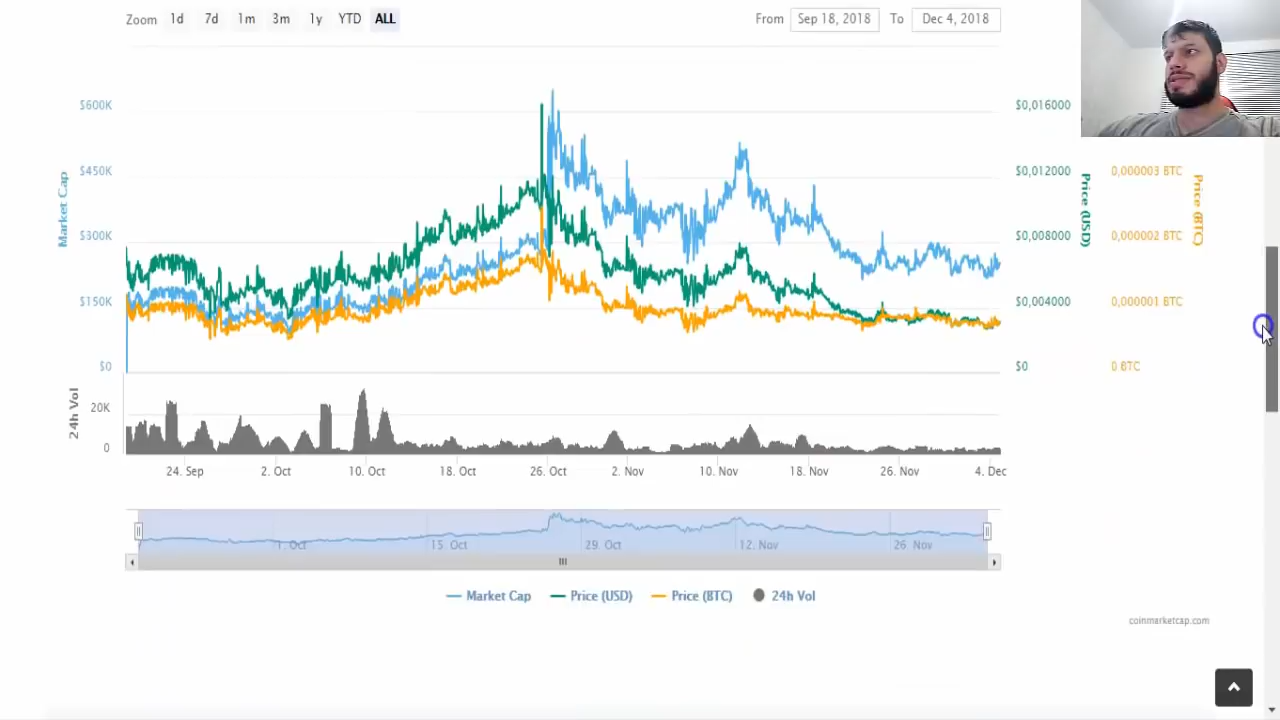 Zoom 1d 7d 1m 3m 1y YTD ALL From Sep 18, 2018 To Dec 4, 2018
$600K $0,016000
$450K $0,012000 0,000003 BTC
$300K $0,008000 0,000002 BTC
$150K $0,004000 0,000001 BTC
$0 $0 0 BTC
Market Cap
Price (USD)
Price (BTC)
20K
0
24h Vol
24. Sep 2. Oct 10. Oct 18. Oct 26. Oct 2. Nov 10. Nov 18. Nov 26. Nov 4. Dec
1. Oct 15. Oct 29. Oct 12. Nov 26. Nov
Market Cap Price (USD) Price (BTC) 24h Vol
coinmarketcap.com